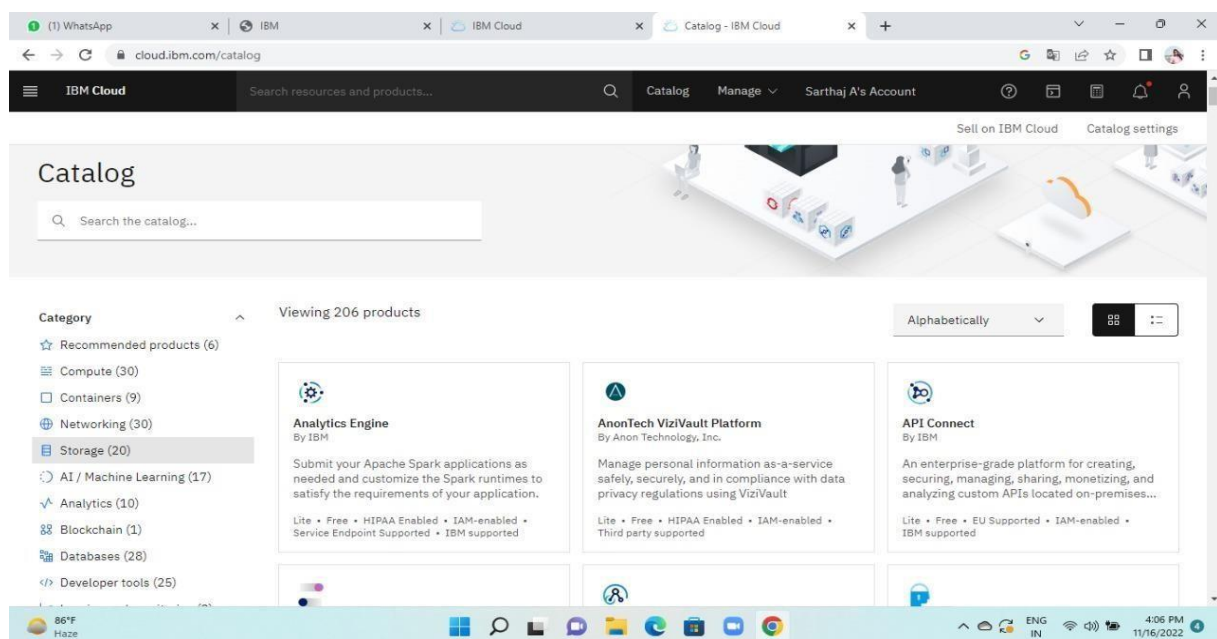 (1) WhatsApp
IBM
IBM Cloud
Catalog - IBM Cloud
cloud.ibm.com/catalog
IBM Cloud
Search resources and products...
Catalog
Manage
Sarthaj A's Account
Sell on IBM Cloud
Catalog settings
Catalog
Search the catalog...
Category
Recommended products (6)
Compute (30)
Containers (9)
Networking (30)
Storage (20)
AI / Machine Learning (17)
Analytics (10)
Blockchain (1)
Databases (28)
Developer tools (25)
Viewing 206 products
Alphabetically
Analytics Engine
By IBM
Submit your Apache Spark applications as
needed and customize the Spark runtimes to
satisfy the requirements of your application.
Lite • Free • HIPAA Enabled • IAM-enabled •
Service Endpoint Supported • IBM supported
AnonTech ViziVault Platform
By Anon Technology, Inc.
Manage personal information as-a-service
safely, securely, and in compliance with data
privacy regulations using ViziVault
Lite • Free • HIPAA Enabled • IAM-enabled •
Third party supported
API Connect
By IBM
An enterprise-grade platform for creating,
securing, managing, sharing, monetizing, and
analyzing custom APIs located on-premises...
Lite • Free • EU Supported • IAM-enabled •
IBM supported
86°F
Haze
ENG
IN
4:06 PM
11/16/2022
4